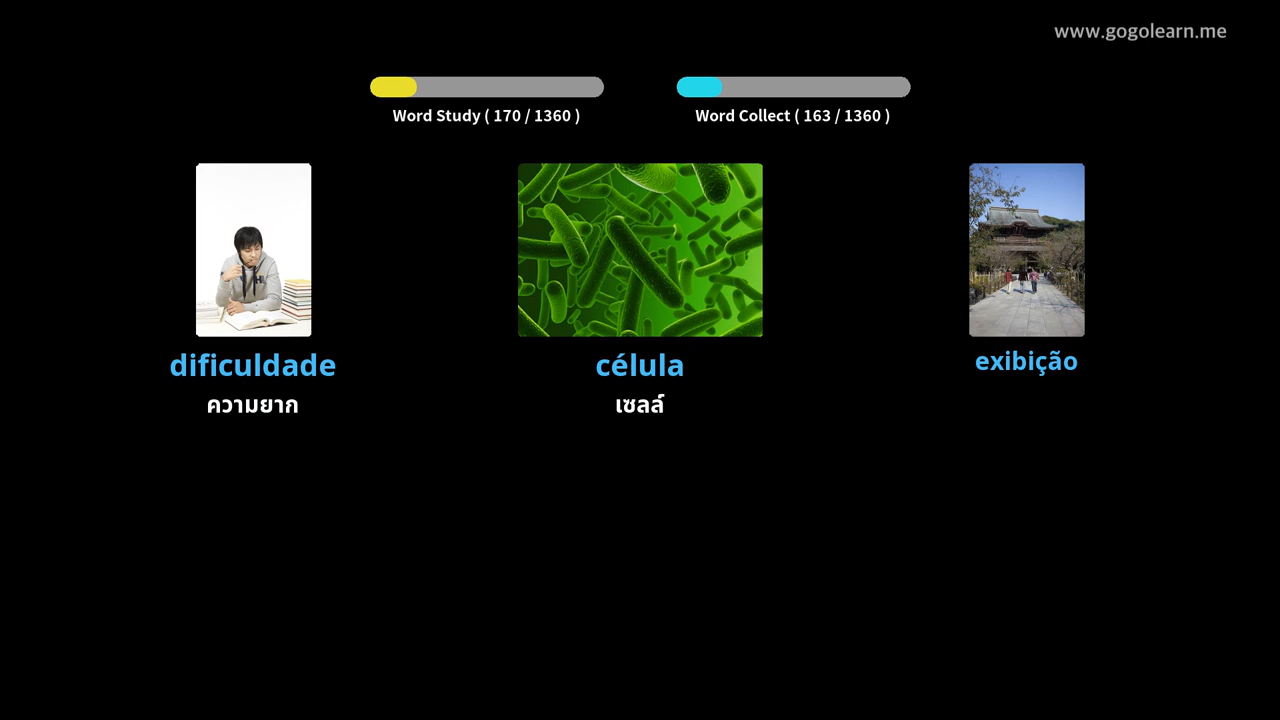 www.gogolearn.me
Word Study ( 170 / 1360 )
Word Collect ( 163 / 1360 )
dificuldade
ความยาก
célula
เซลล์
exibição